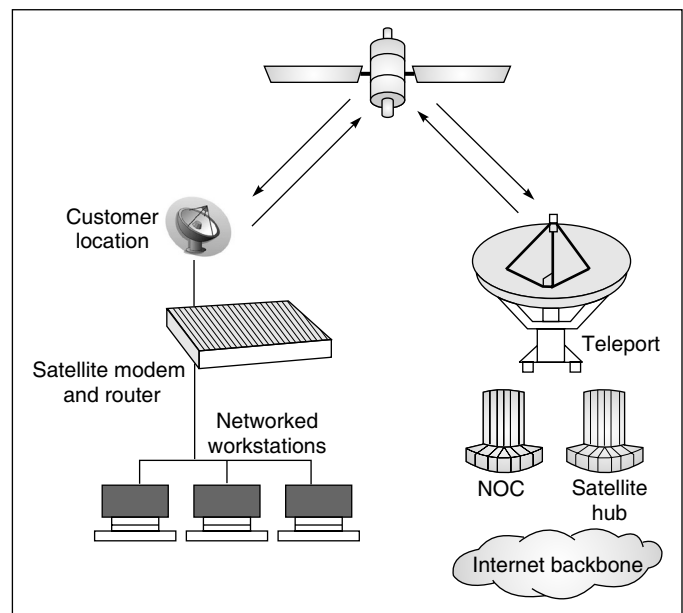 Customer
location
Teleport
Satellite modem
and router
Networked
workstations
NOC
Satellite
hub
Internet backbone